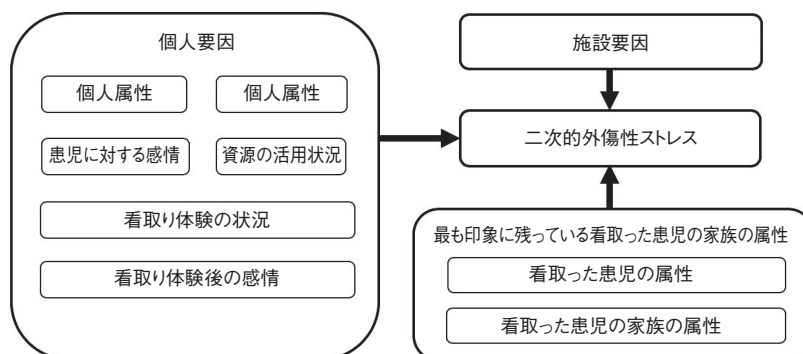 個人要因
個人属性
個人属性
患児に対する感情
資源の活用状況
看取り体験の状況
看取り体験後の感情
施設要因
二次的外傷性ストレス
最も印象に残っている看取った患児の家族の属性
看取った患児の属性
看取った患児の家族の属性